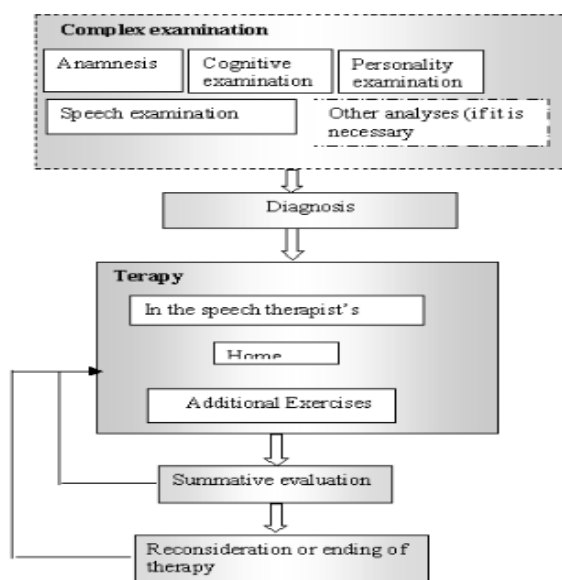 Complex examination
Anamnesis
Cognitive
examination
Personality
examination
Speech examination
Other analyses (if it is
necessary
Diagnosis
Terapy
In the speech therapist's
Home
Additional Exercises
Summative evaluation
Reconsideration or ending of
therapy